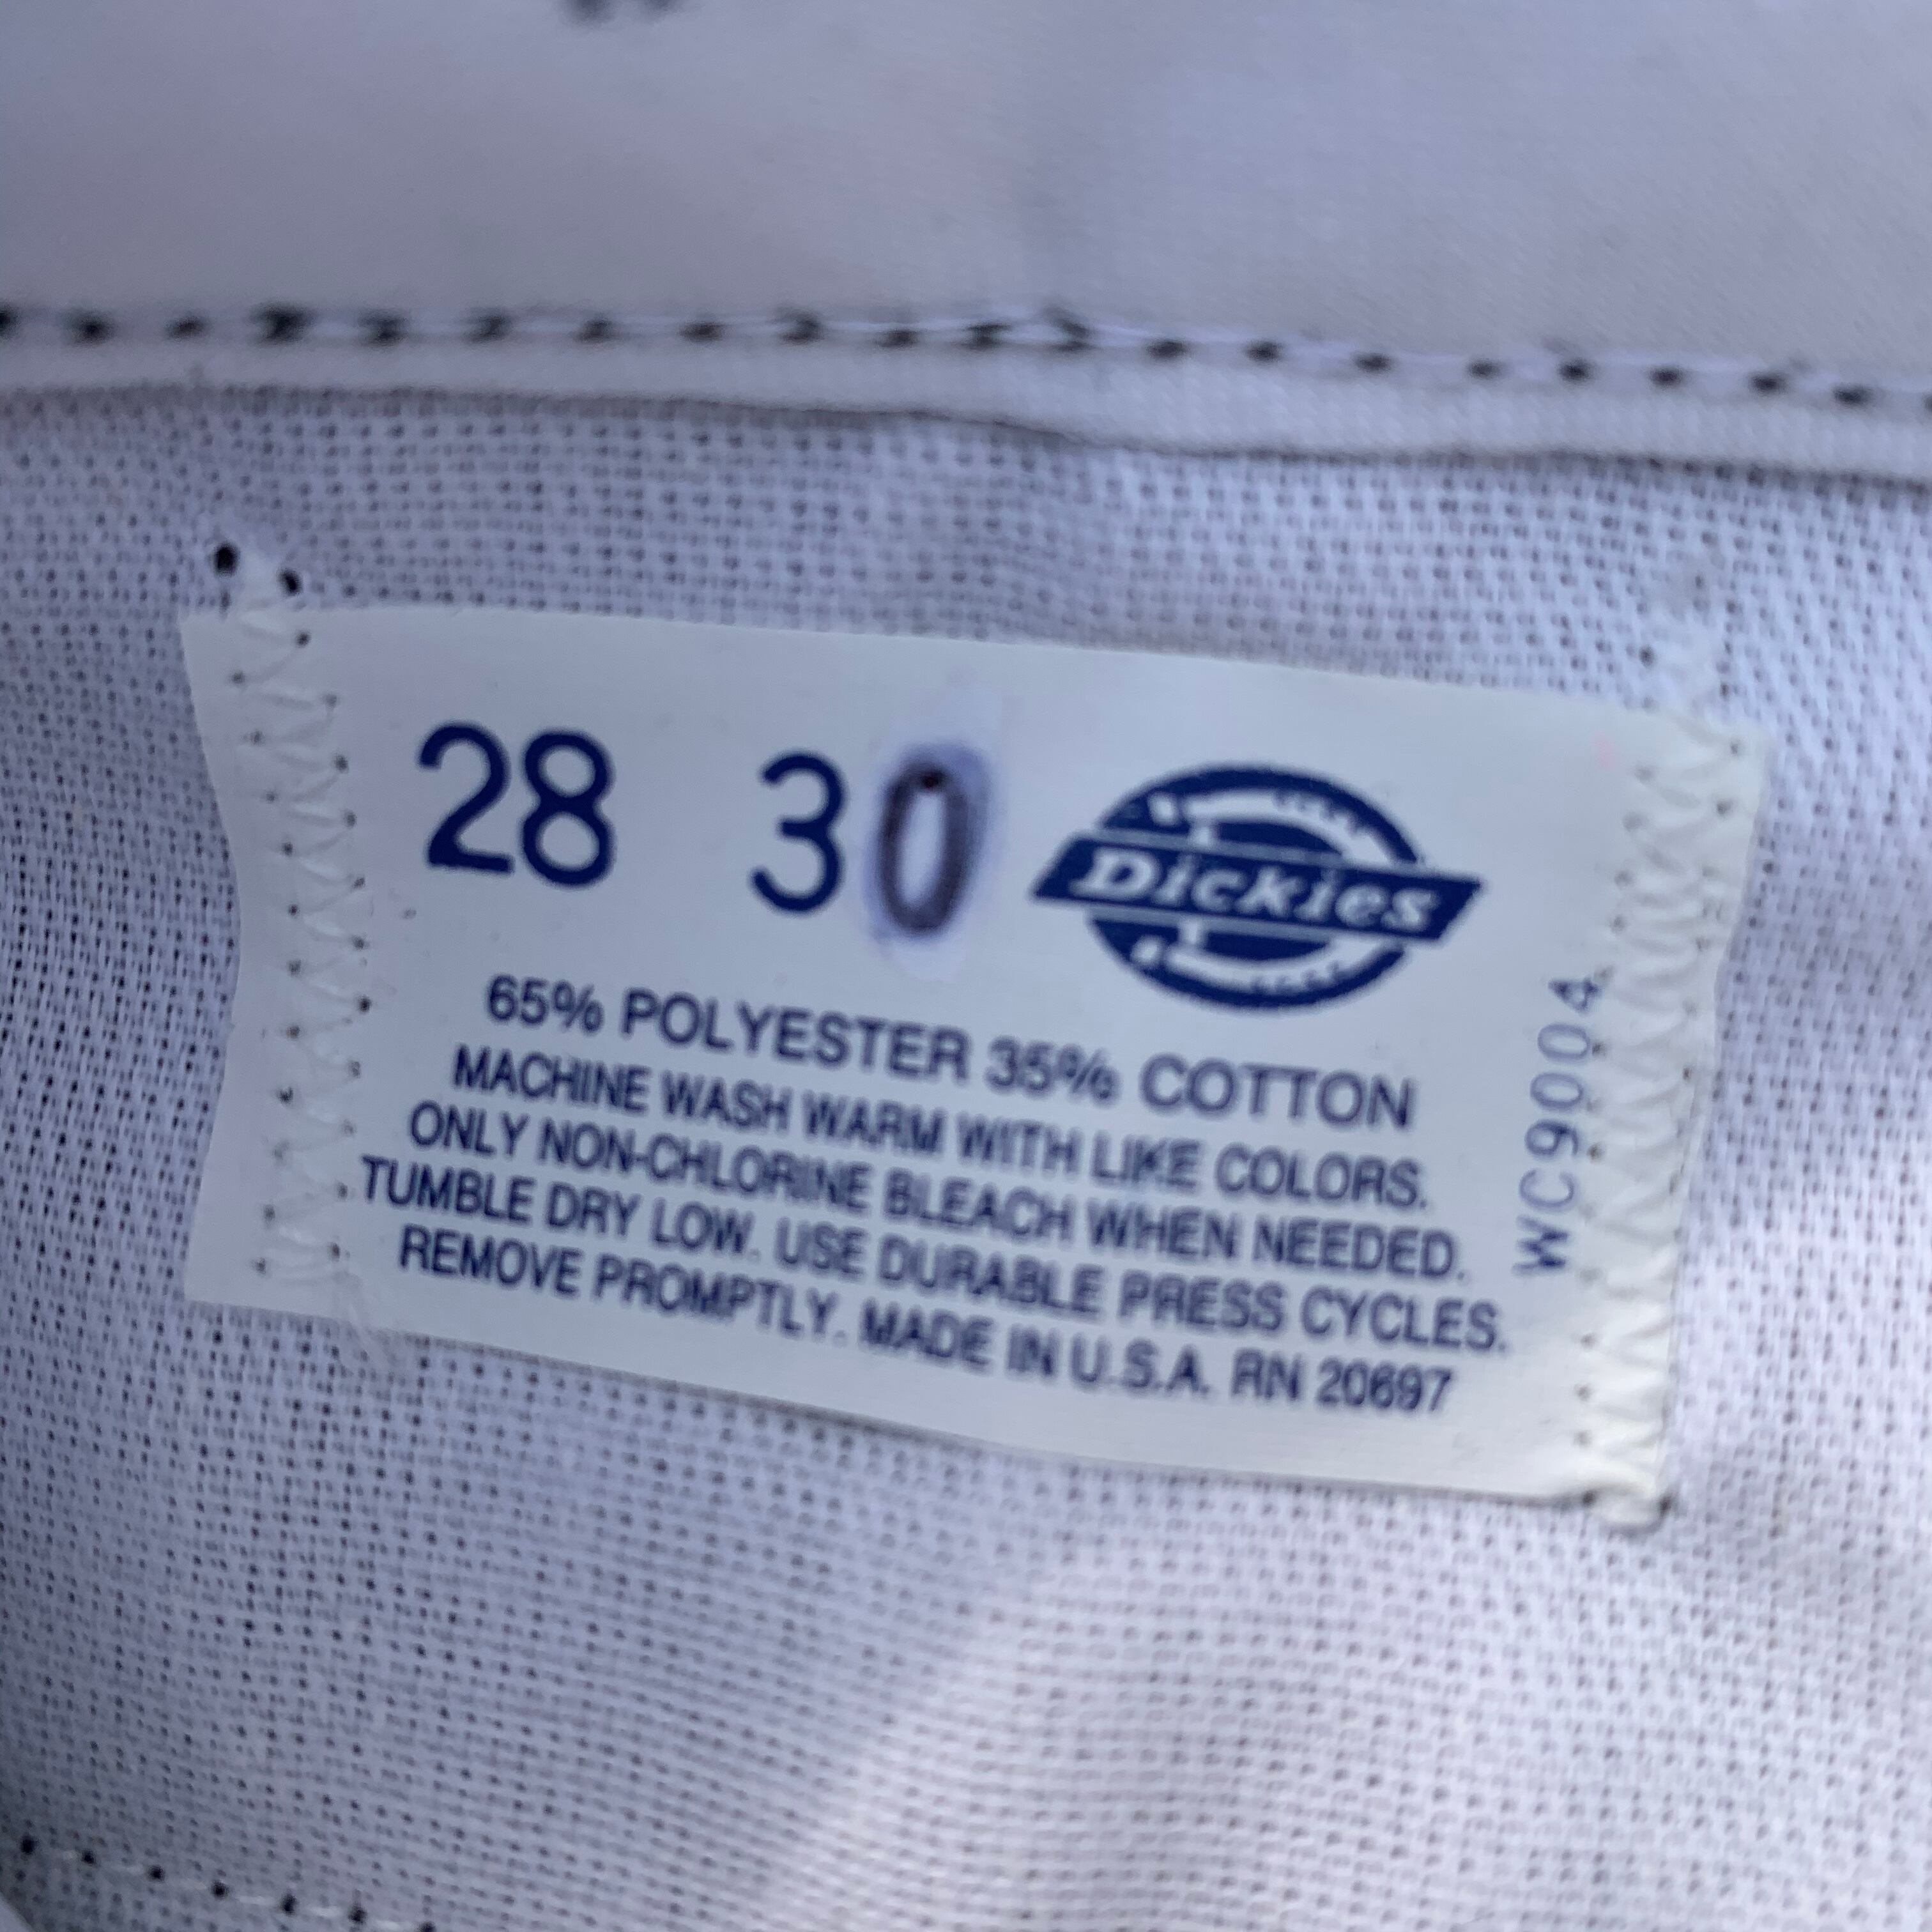 28 30
Dickies
65% POLYESTER 35% COTTON
MACHINE WASH WARM WITH LIKE COLORS.
ONLY NON-CHLORINE BLEACH WHEN NEEDED.
TUMBLE DRY LOW. USE DURABLE PRESS CYCLES.
REMOVE PROMPTLY. MADE IN U.S.A. RN 20697
WC9004